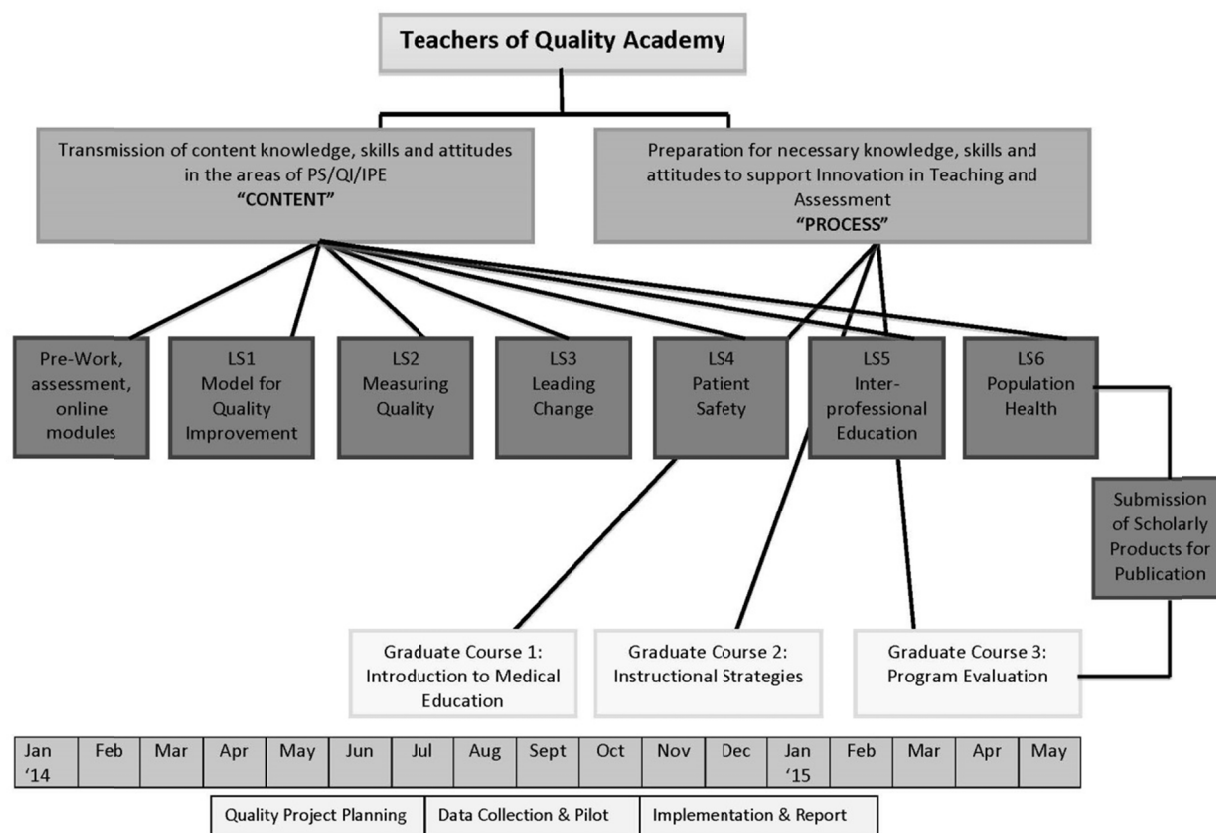 Teachers of Quality Academy
Transmission of content knowledge, skills and attitudes
in the areas of PS/QI/IPE
“CONTENT”
Preparation for necessary knowledge, skills and
attitudes to support Innovation in Teaching and
Assessment
“PROCESS”
Pre-Work,
assessment,
online
modules
LS1
Model for
Quality
Improvement
LS2
Measuring
Quality
LS3
Leading
Change
LS4
Patient
Safety
LS5
Inter-
professional
Education
LS6
Population
Health
Submission
of Scholarly
Products for
Publication
Graduate Course 1:
Introduction to Medical
Education
Graduate Course 2:
Instructional Strategies
Graduate Course 3:
Program Evaluation
Jan ‘14 Feb Mar Apr May Jun Jul Aug Sept Oct Nov Dec Jan ‘15 Feb Mar Apr May
Quality Project Planning Data Collection & Pilot Implementation & Report